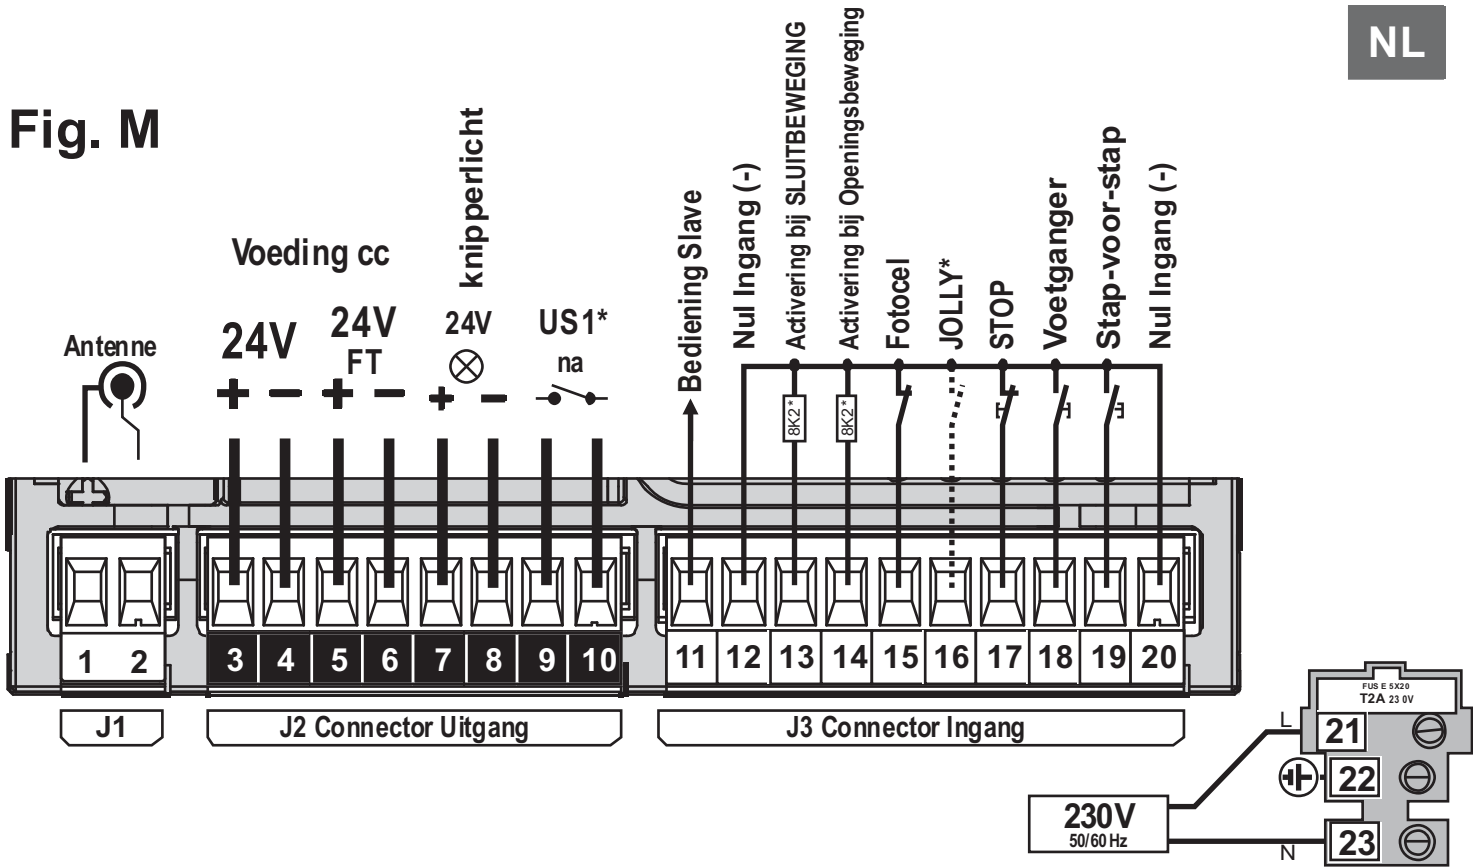 NL
Fig. M
Antenne
Voeding cc
24V
+ -
24V
FT
+ -
knipperlicht
24V
+ -
US1*
na
Bediening Slave
Nul Ingang (-)
Activering bij SLUITBEWEGING
Activering bij Openingsbeweging
Fotocel
JOLLY*
STOP
Voetganger
Stap-voor-stap
Nul Ingang (-)
8K2*
8K2*
1 2
3 4 5 6 7 8 9 10
11 12 13 14 15 16 17 18 19 20
J1
J2 Connector Uitgang
J3 Connector Ingang
FUSE 5X20
T2A 230V
L
21
22
230V
50/60 Hz
N
23